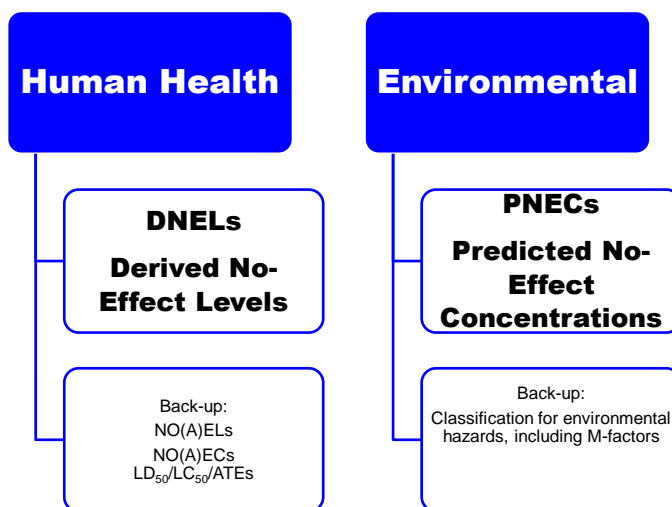 Human Health
DNELs
Derived No-
Effect Levels
Back-up:
NO(A)ELs
NO(A)ECs
LD₅₀/LC₅₀/ATEs
Environmental
PNECs
Predicted No-
Effect
Concentrations
Back-up:
Classification for environmental
hazards, including M-factors